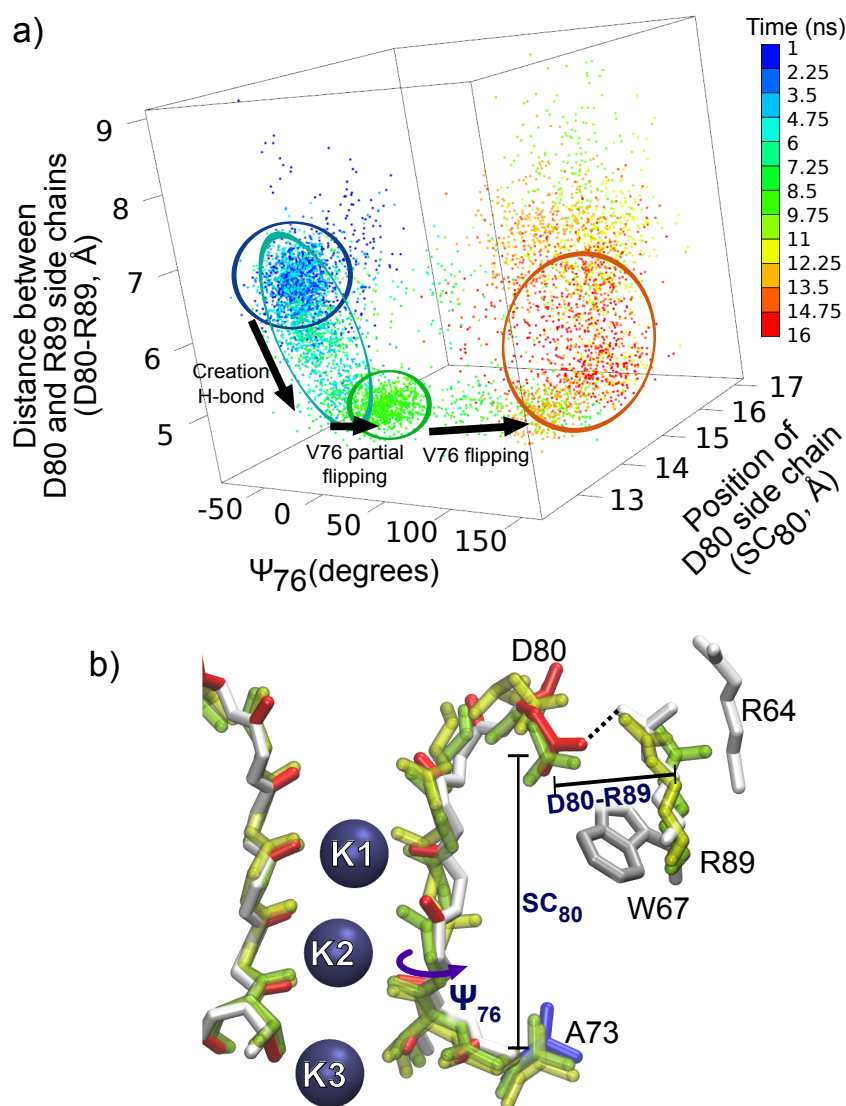 a)
Time (ns)
1
2.25
3.5
4.75
6
7.25
8.5
9.75
11
12.25
13.5
14.75
16
Distance between
D80 and R89 side chains
(D80-R89, Å)
9
8
7
6
5
Creation
H-bond
V76 partial
flipping
V76 flipping
-50
0
50
100
150
Ψ76(degrees)
13
14
15
16
17
Position of
D80 side chain
(SC80, Å)
b)
D80
R64
D80-R89
R89
W67
K1
SC80
K2
Ψ76
A73
K3